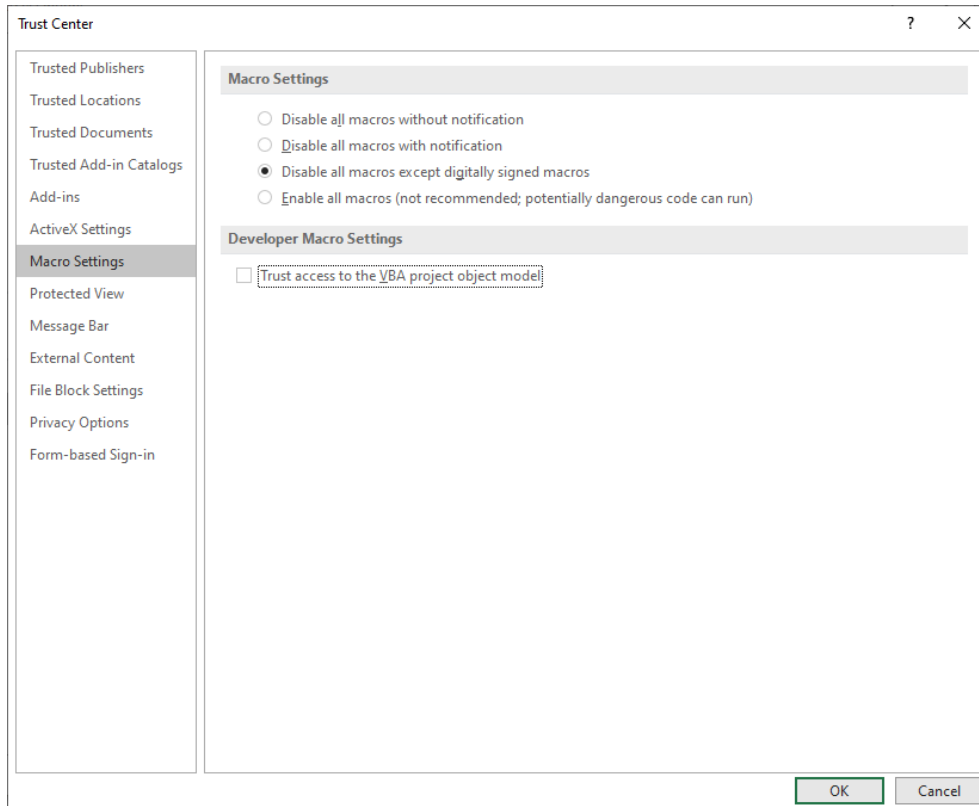 Trust Center
?
Trusted Publishers
Trusted Locations
Trusted Documents
Trusted Add-in Catalogs
Add-ins
ActiveX Settings
Macro Settings
Protected View
Message Bar
External Content
File Block Settings
Privacy Options
Form-based Sign-in
Macro Settings
Disable all macros without notification
Disable all macros with notification
Disable all macros except digitally signed macros
Enable all macros (not recommended; potentially dangerous code can run)
Developer Macro Settings
Trust access to the VBA project object model
OK
Cancel